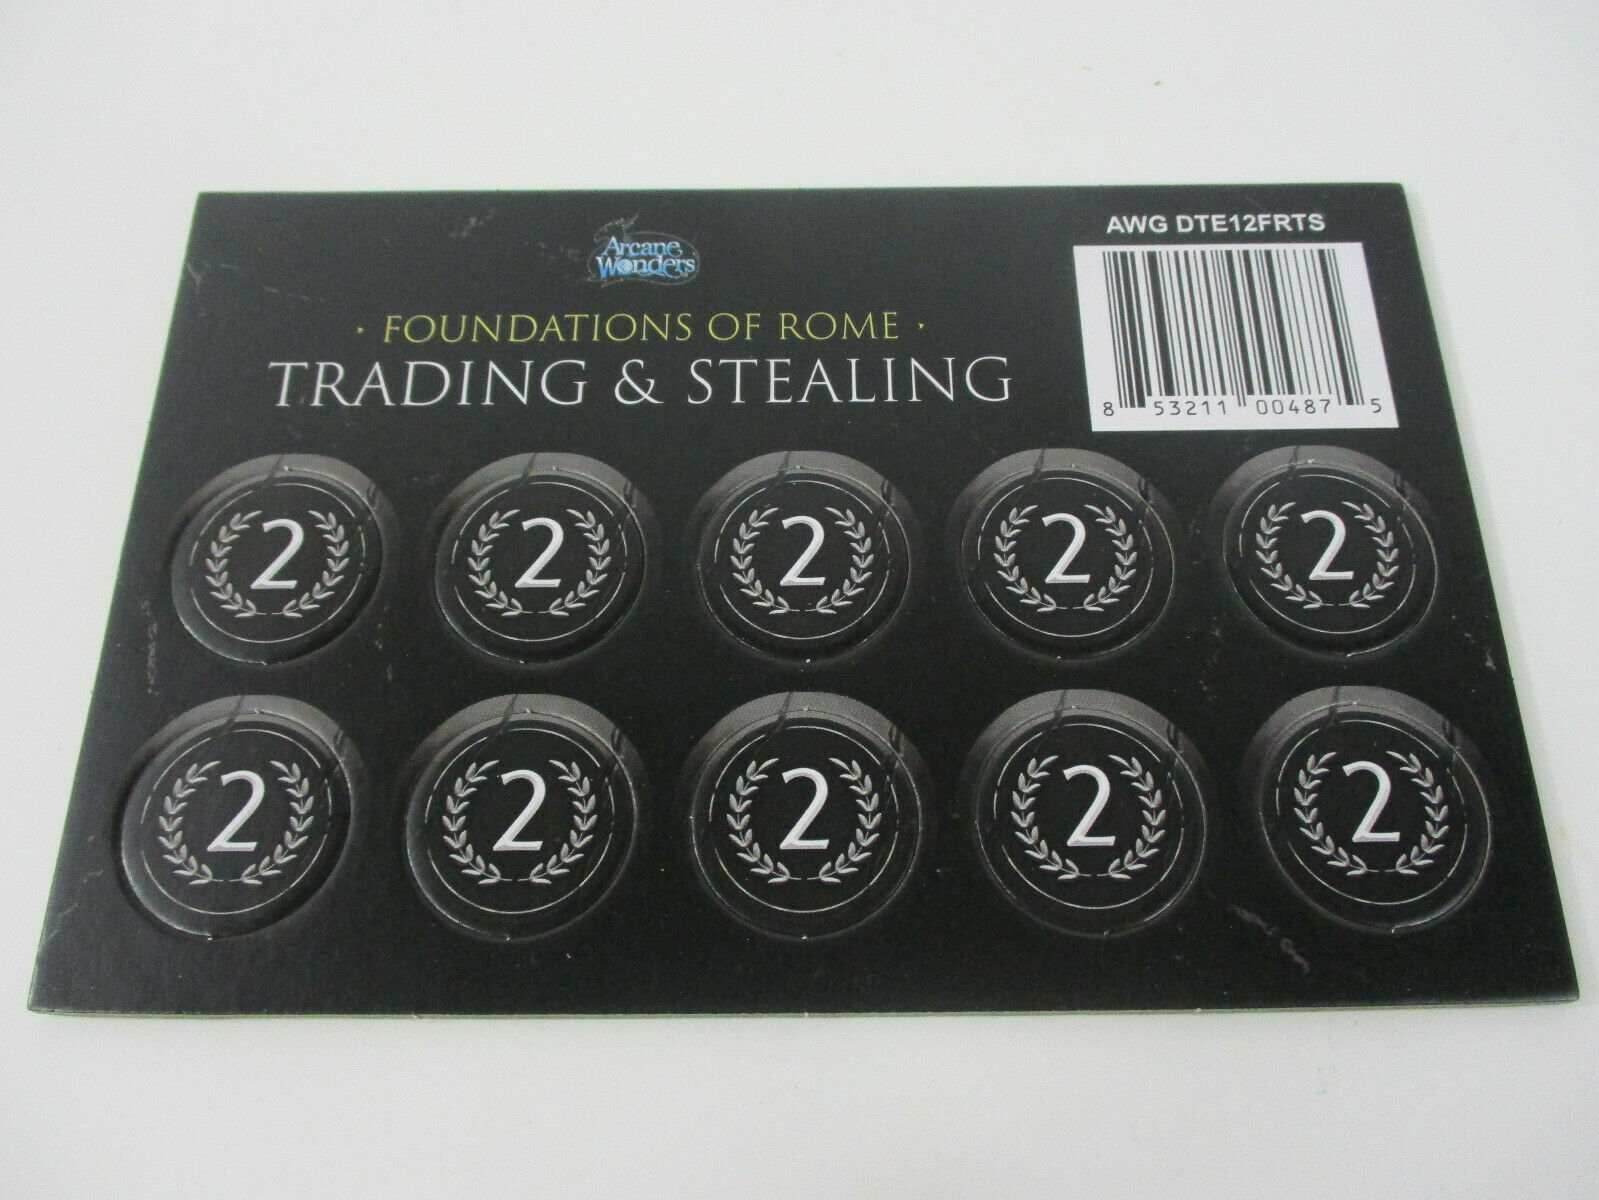 Arcane
Wonders
AWG DTE12FRTS
8 53211 00487 5
· FOUNDATIONS OF ROME ·
TRADING & STEALING
2 2 2 2 2
2 2 2 2 2